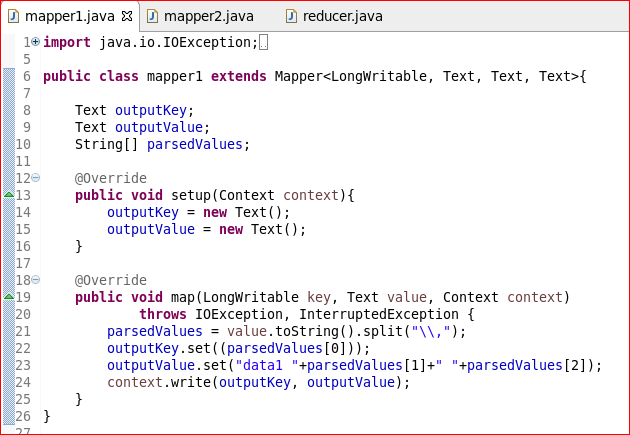 mapper1.java mapper2.java reducer.java
1 import java.io.IOException;
5
6 public class mapper1 extends Mapper<LongWritable, Text, Text, Text>{
7
8 Text outputKey;
9 Text outputValue;
10 String[] parsedValues;
11
12 @Override
13 public void setup(Context context){
14 outputKey = new Text();
15 outputValue = new Text();
16 }
17
18 @Override
19 public void map(LongWritable key, Text value, Context context)
20 throws IOException, InterruptedException {
21 parsedValues = value.toString().split("\\,");
22 outputKey.set((parsedValues[0]));
23 outputValue.set("data1 "+parsedValues[1]+" "+parsedValues[2]);
24 context.write(outputKey, outputValue);
25 }
26 }
27